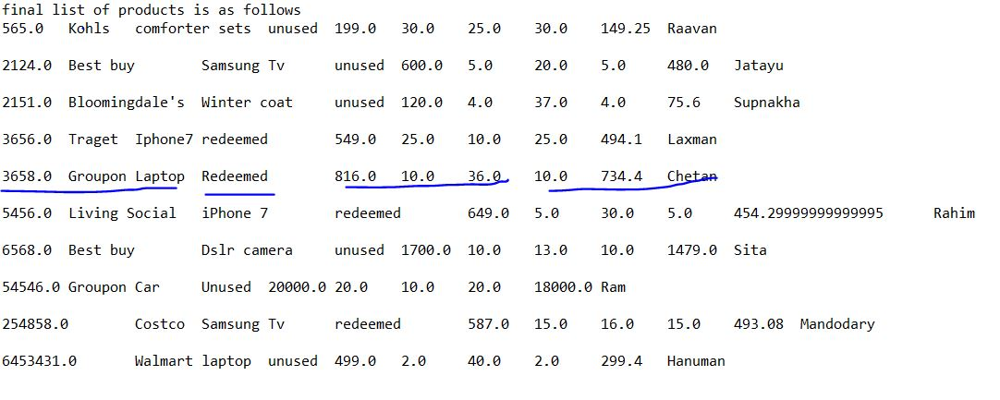 final list of products is as follows
565.0 Kohls comforter sets unused 199.0 30.0 25.0 30.0 149.25 Raavan
2124.0 Best buy Samsung Tv unused 600.0 5.0 20.0 5.0 480.0 Jatayu
2151.0 Bloomingdale's Winter coat unused 120.0 4.0 37.0 4.0 75.6 Supnakha
3656.0 Traget Iphone7 redeemed 549.0 25.0 10.0 25.0 494.1 Laxman
3658.0 Groupon Laptop Redeemed 816.0 10.0 36.0 10.0 734.4 Chetan
5456.0 Living Social iPhone 7 redeemed 649.0 5.0 30.0 5.0 454.29999999999995 Rahim
6568.0 Best buy Dslr camera unused 1700.0 10.0 13.0 10.0 1479.0 Sita
54546.0 Groupon Car Unused 20000.0 20.0 10.0 20.0 18000.0 Ram
254858.0 Costco Samsung Tv redeemed 587.0 15.0 16.0 15.0 493.08 Mandodary
6453431.0 Walmart laptop unused 499.0 2.0 40.0 2.0 299.4 Hanuman